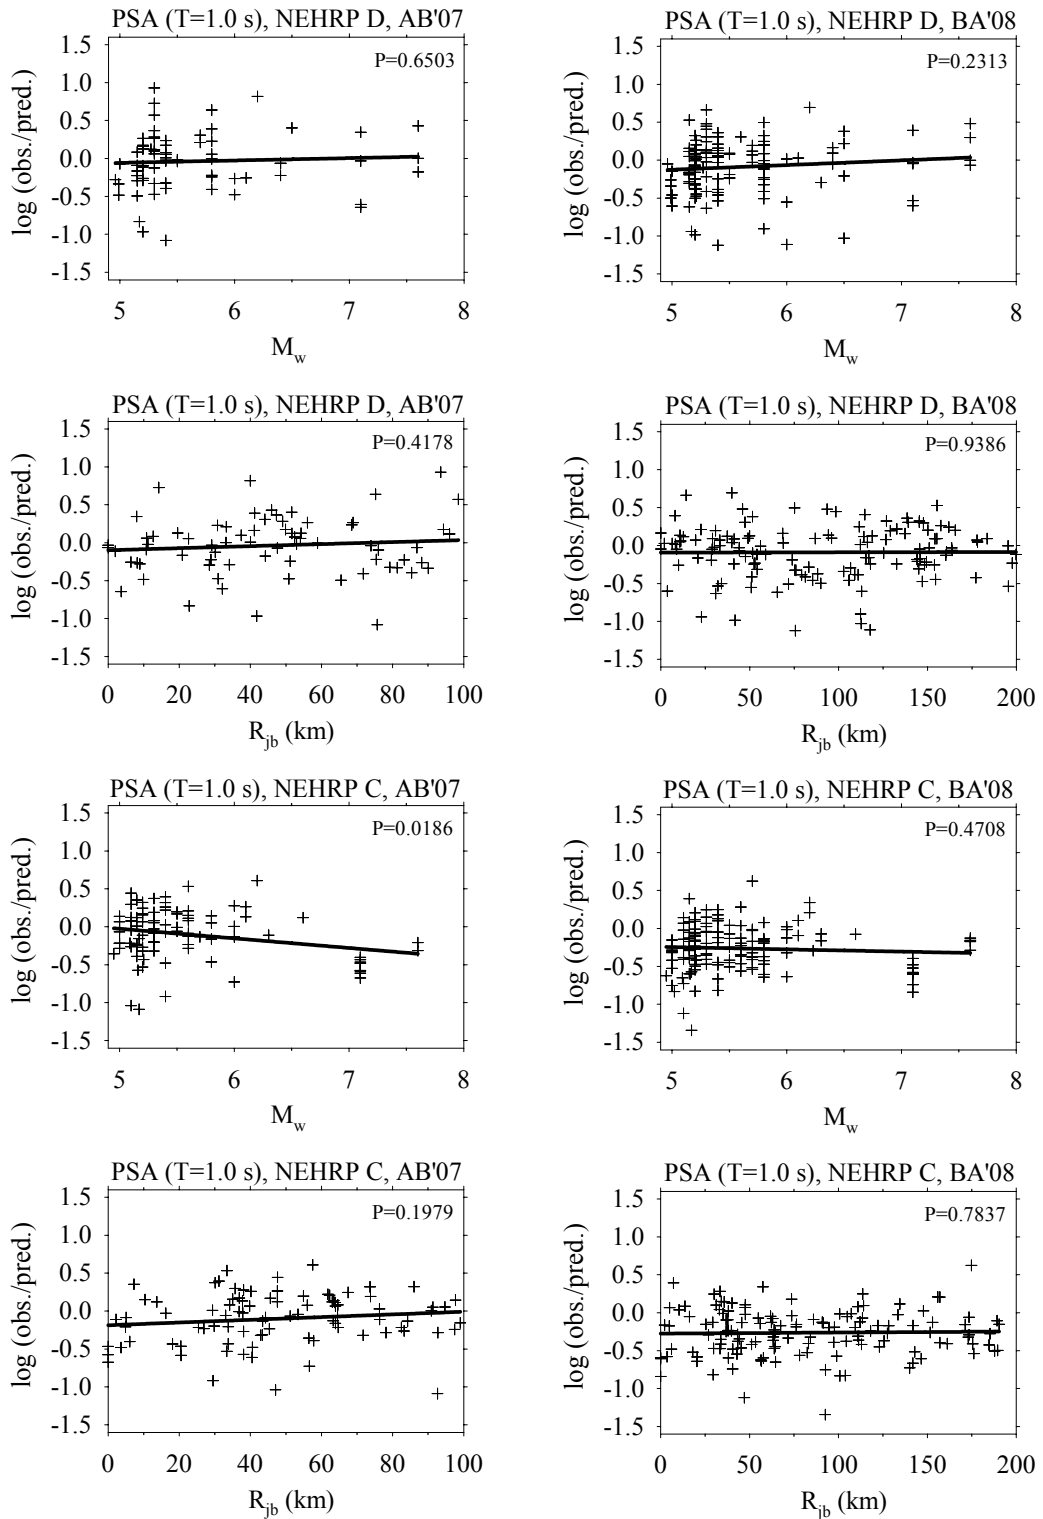 PSA (T=1.0 s), NEHRP D, AB'07
P=0.6503
log (obs./pred.)
1.5
1.0
0.5
0.0
-0.5
-1.0
-1.5
5 6 7 8
M_w
PSA (T=1.0 s), NEHRP D, BA'08
P=0.2313
log (obs./pred.)
1.5
1.0
0.5
0.0
-0.5
-1.0
-1.5
5 6 7 8
M_w
PSA (T=1.0 s), NEHRP D, AB'07
P=0.4178
log (obs./pred.)
1.5
1.0
0.5
0.0
-0.5
-1.0
-1.5
0 20 40 60 80 100
R_jb (km)
PSA (T=1.0 s), NEHRP D, BA'08
P=0.9386
log (obs./pred.)
1.5
1.0
0.5
0.0
-0.5
-1.0
-1.5
0 50 100 150 200
R_jb (km)
PSA (T=1.0 s), NEHRP C, AB'07
P=0.0186
log (obs./pred.)
1.5
1.0
0.5
0.0
-0.5
-1.0
-1.5
5 6 7 8
M_w
PSA (T=1.0 s), NEHRP C, BA'08
P=0.4708
log (obs./pred.)
1.5
1.0
0.5
0.0
-0.5
-1.0
-1.5
5 6 7 8
M_w
PSA (T=1.0 s), NEHRP C, AB'07
P=0.1979
log (obs./pred.)
1.5
1.0
0.5
0.0
-0.5
-1.0
-1.5
0 20 40 60 80 100
R_jb (km)
PSA (T=1.0 s), NEHRP C, BA'08
P=0.7837
log (obs./pred.)
1.5
1.0
0.5
0.0
-0.5
-1.0
-1.5
0 50 100 150 200
R_jb (km)